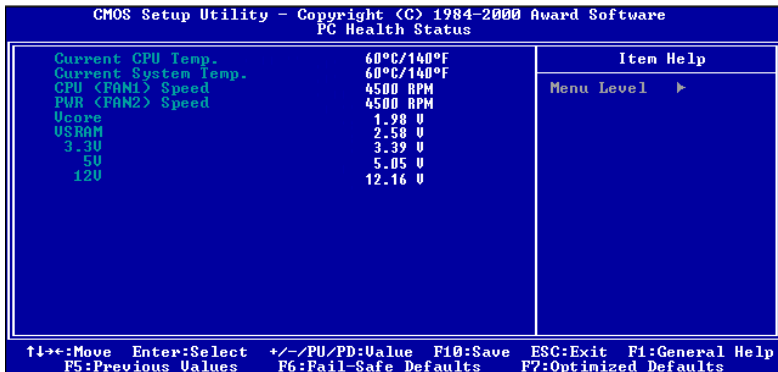 CMOS Setup Utility - Copyright (C) 1984-2000 Award Software
PC Health Status
Current CPU Temp. 60°C/140°F
Current System Temp. 60°C/140°F
CPU (FAN1) Speed 4500 RPM
PWR (FAN2) Speed 4500 RPM
Vcore 1.98 V
VSRAM 2.58 V
3.3V 3.39 V
5V 5.05 V
12V 12.16 V
Item Help
Menu Level ►
↑↓→←:Move Enter:Select +/-/PU/PD:Value F10:Save ESC:Exit F1:General Help
F5:Previous Values F6:Fail-Safe Defaults F7:Optimized Defaults